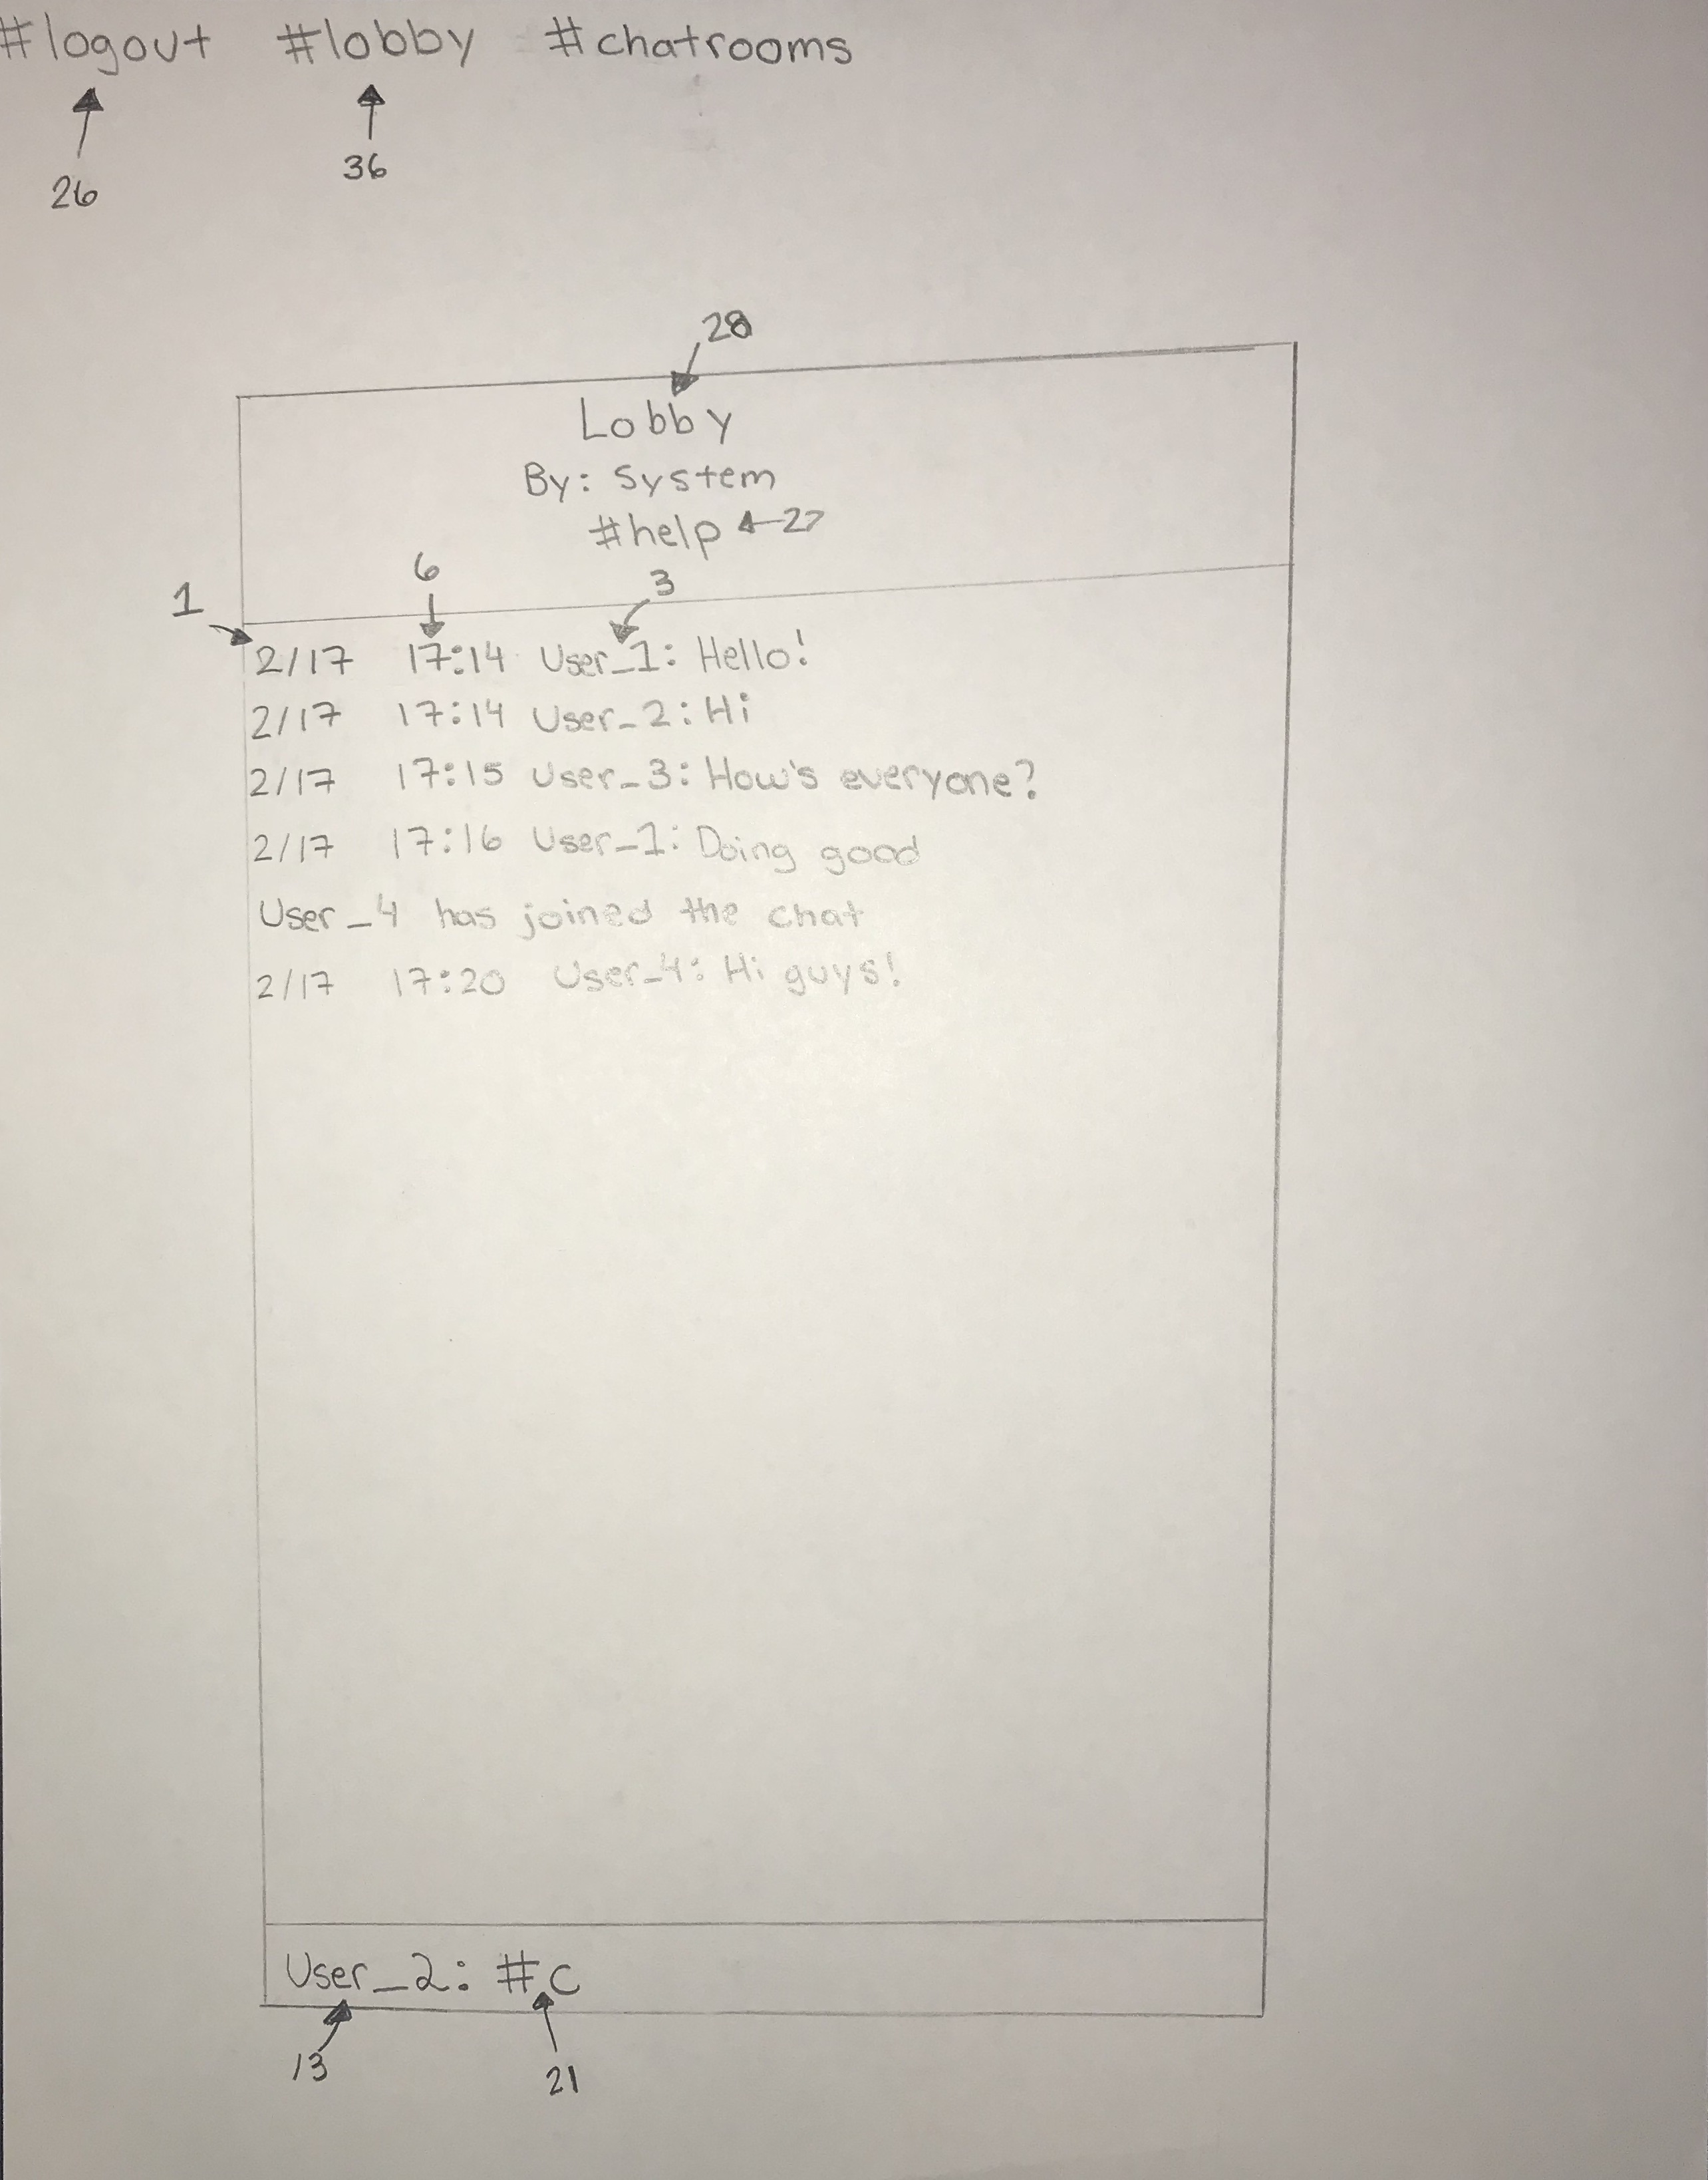 #logout #lobby #chatrooms
26 36
28
Lobby
By: System
#help 27
1 6 3
2/17 17:14 User_1: Hello!
2/17 17:14 User_2: Hi
2/17 17:15 User_3: How's everyone?
2/17 17:16 User_1: Doing good
User_4 has joined the chat
2/17 17:20 User_4: Hi guys!
User_2: #c
13 21